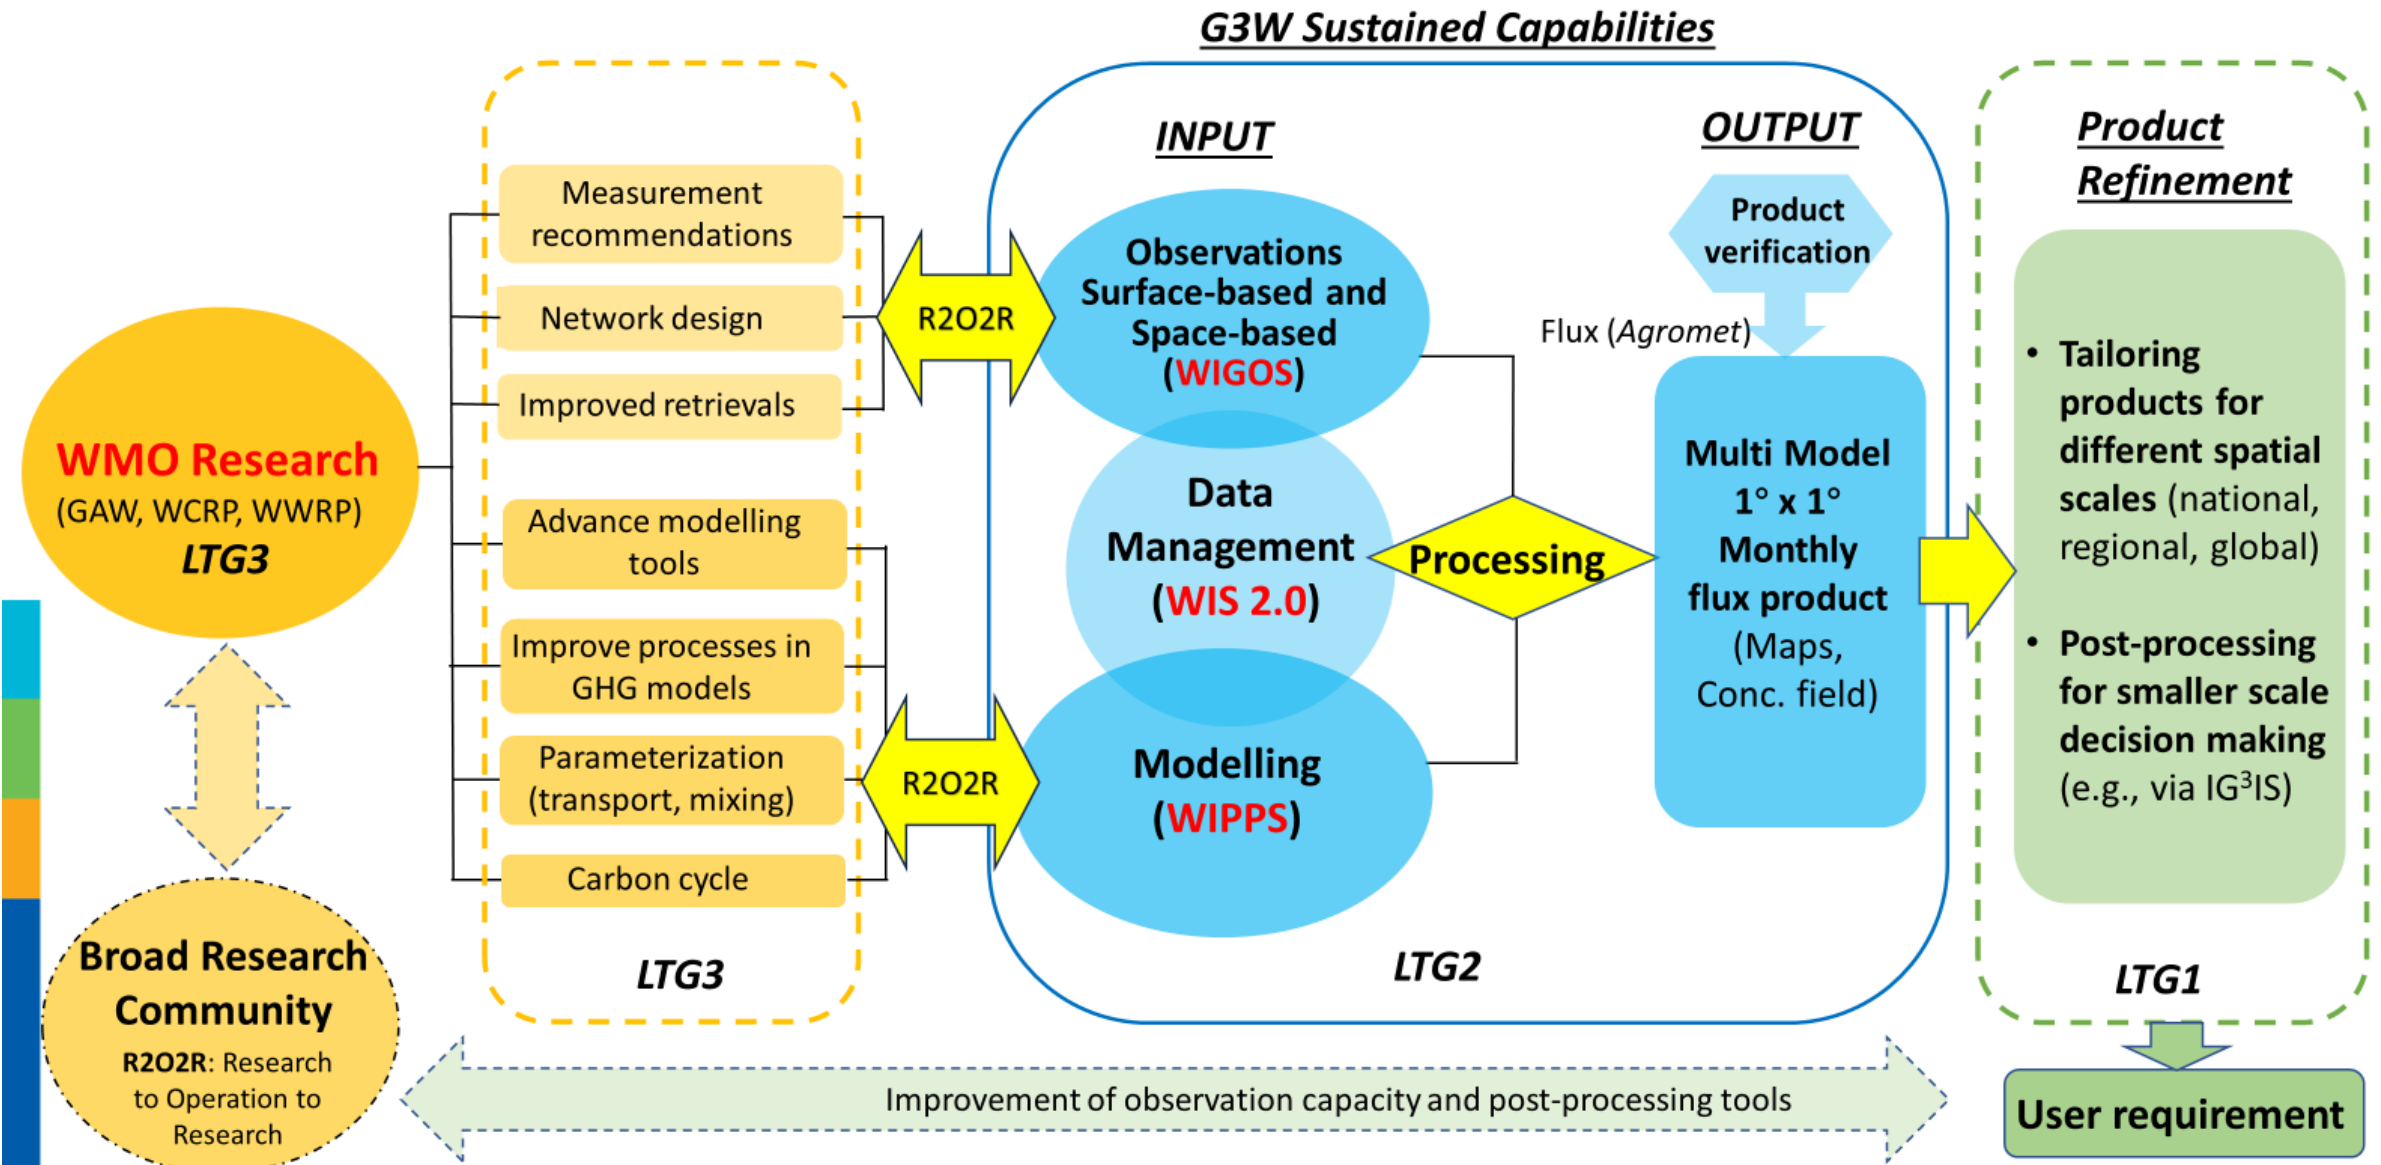 G3W Sustained Capabilities
WMO Research
(GAW, WCRP, WWRP)
LTG3
Broad Research
Community
R2O2R: Research
to Operation to
Research
Measurement
recommendations
Network design
Improved retrievals
Advance modelling
tools
Improve processes in
GHG models
Parameterization
(transport, mixing)
Carbon cycle
LTG3
R2O2R
R2O2R
INPUT
Observations
Surface-based and
Space-based
(WIGOS)
Data
Management
(WIS 2.0)
Modelling
(WIPPS)
Processing
OUTPUT
Product
verification
Flux (Agromet)
Multi Model
1° x 1°
Monthly
flux product
(Maps,
Conc. field)
LTG2
Product
Refinement
• Tailoring
products for
different spatial
scales (national,
regional, global)
• Post-processing
for smaller scale
decision making
(e.g., via IG³IS)
LTG1
Improvement of observation capacity and post-processing tools
User requirement